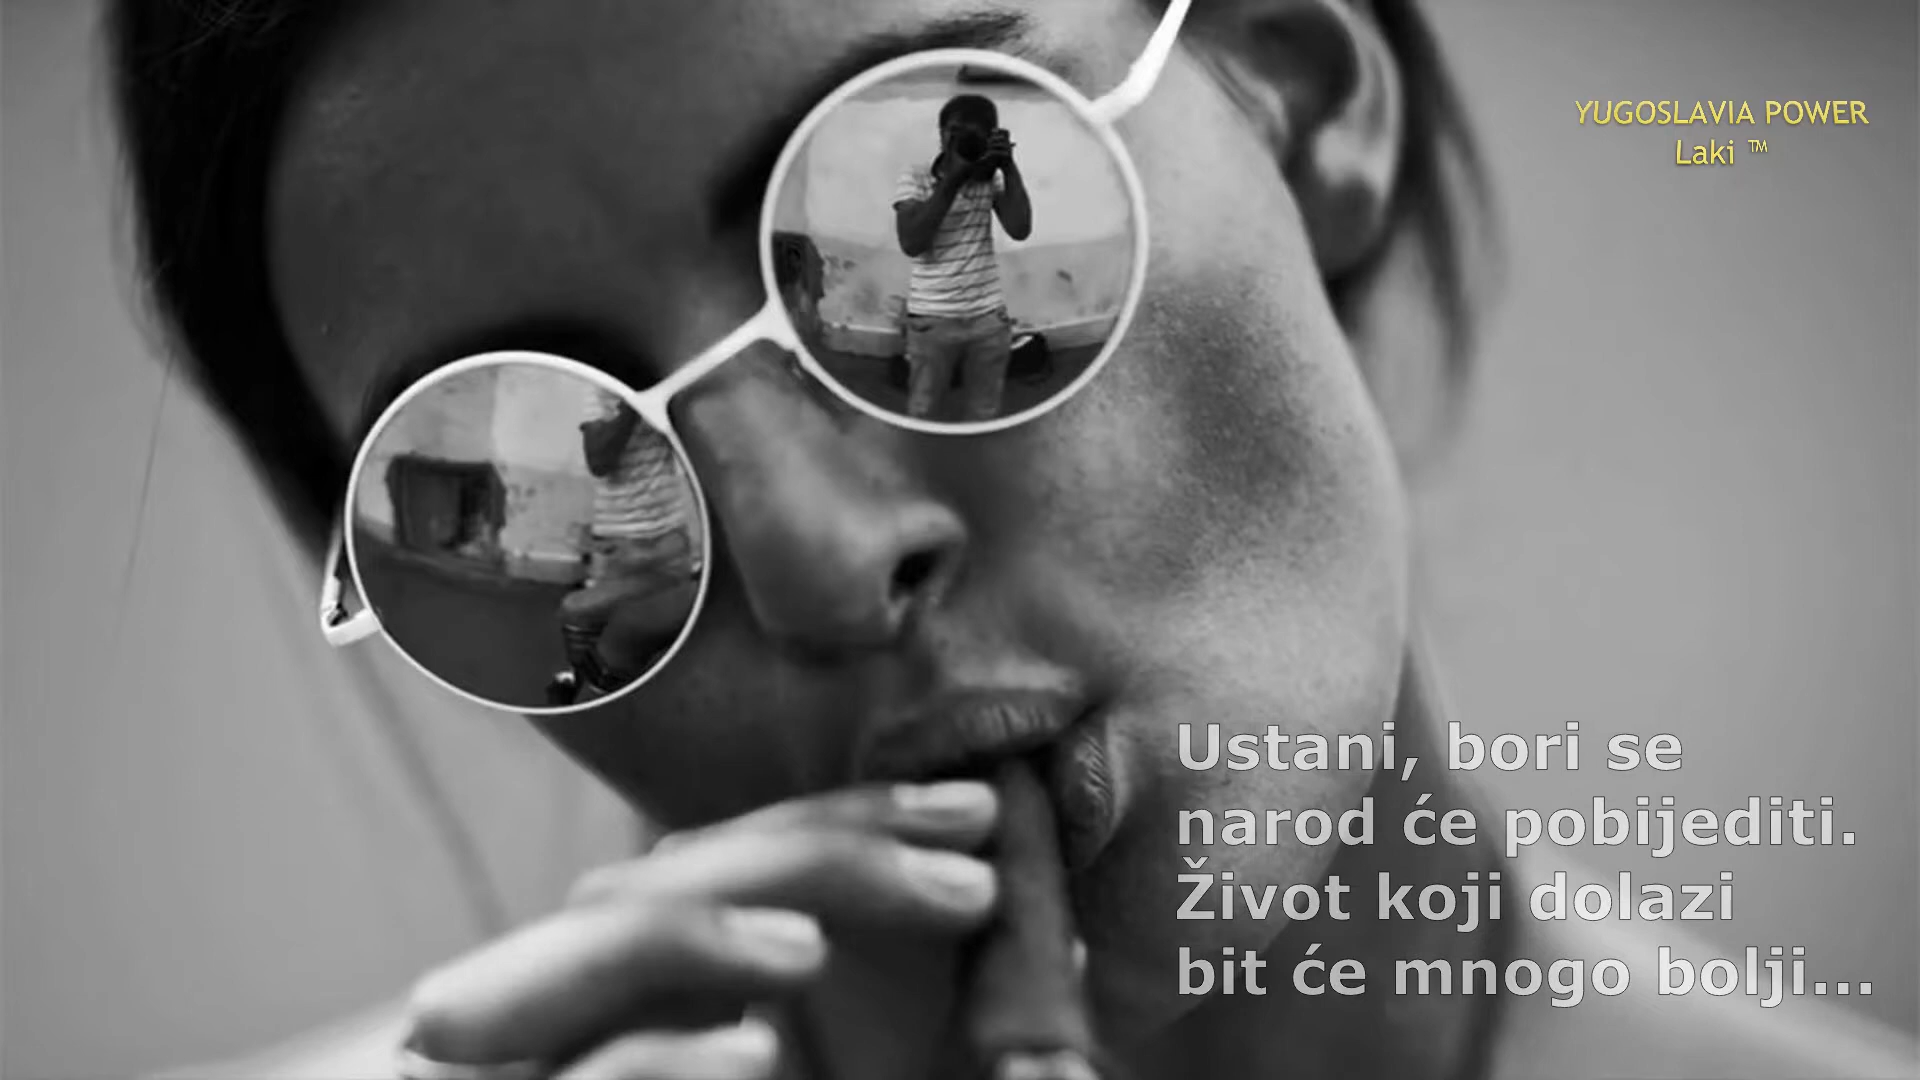 YUGOSLAVIA POWER
Laki ™
Ustani, bori se
narod će pobijediti.
Život koji dolazi
bit će mnogo bolji...